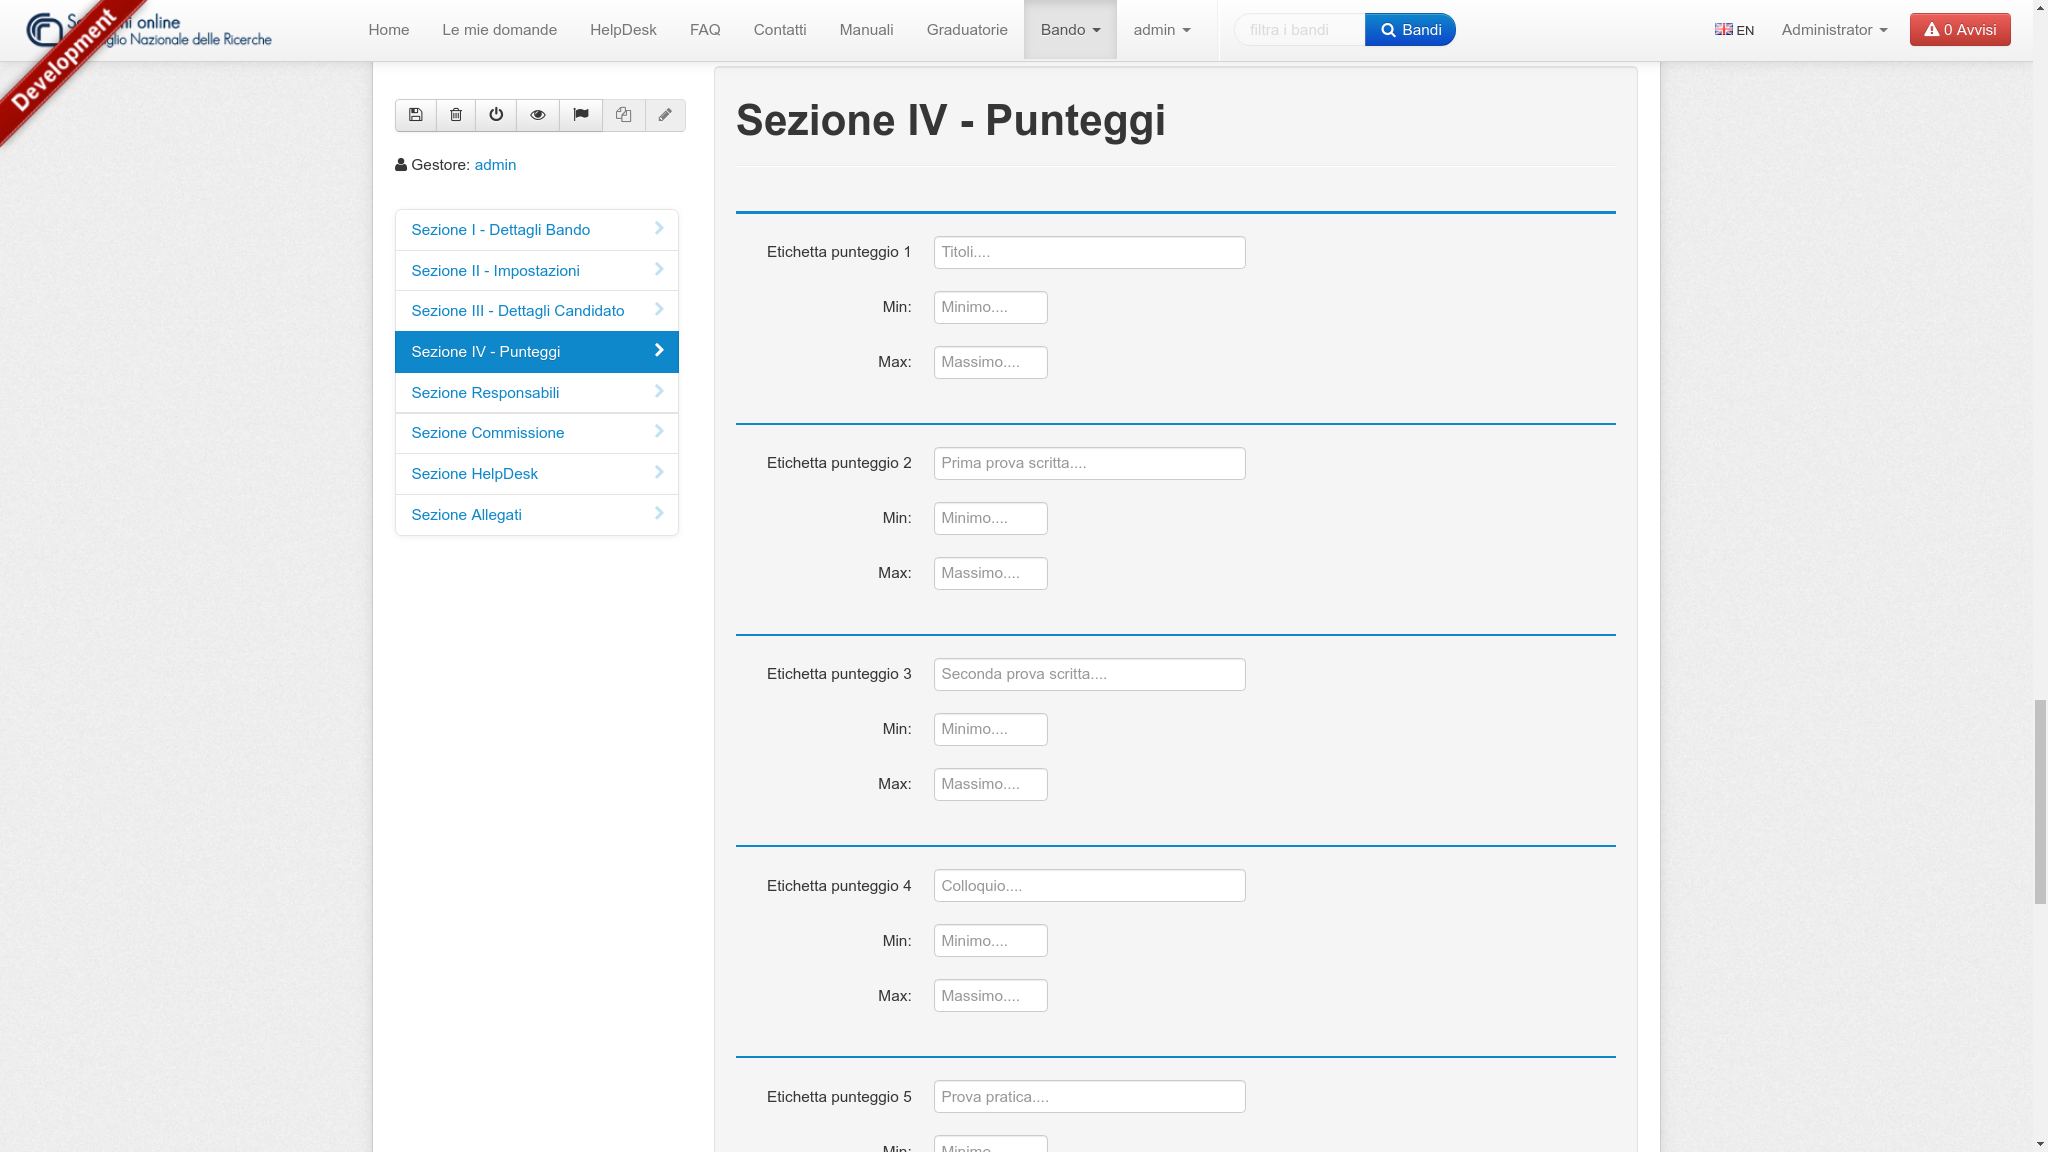 online
Nazionale delle Ricerche
Development
Home
Le mie domande
HelpDesk
FAQ
Contatti
Manuali
Graduatorie
Bando
admin
filtra i bandi
Bandi
EN
Administrator
0 Avvisi
Gestore: admin
Sezione I - Dettagli Bando
Sezione II - Impostazioni
Sezione III - Dettagli Candidato
Sezione IV - Punteggi
Sezione Responsabili
Sezione Commissione
Sezione HelpDesk
Sezione Allegati
Sezione IV - Punteggi
Etichetta punteggio 1
Titoli....
Min:
Minimo....
Max:
Massimo....
Etichetta punteggio 2
Prima prova scritta....
Min:
Minimo....
Max:
Massimo....
Etichetta punteggio 3
Seconda prova scritta....
Min:
Minimo....
Max:
Massimo....
Etichetta punteggio 4
Colloquio....
Min:
Minimo....
Max:
Massimo....
Etichetta punteggio 5
Prova pratica....
Min:
Minimo....